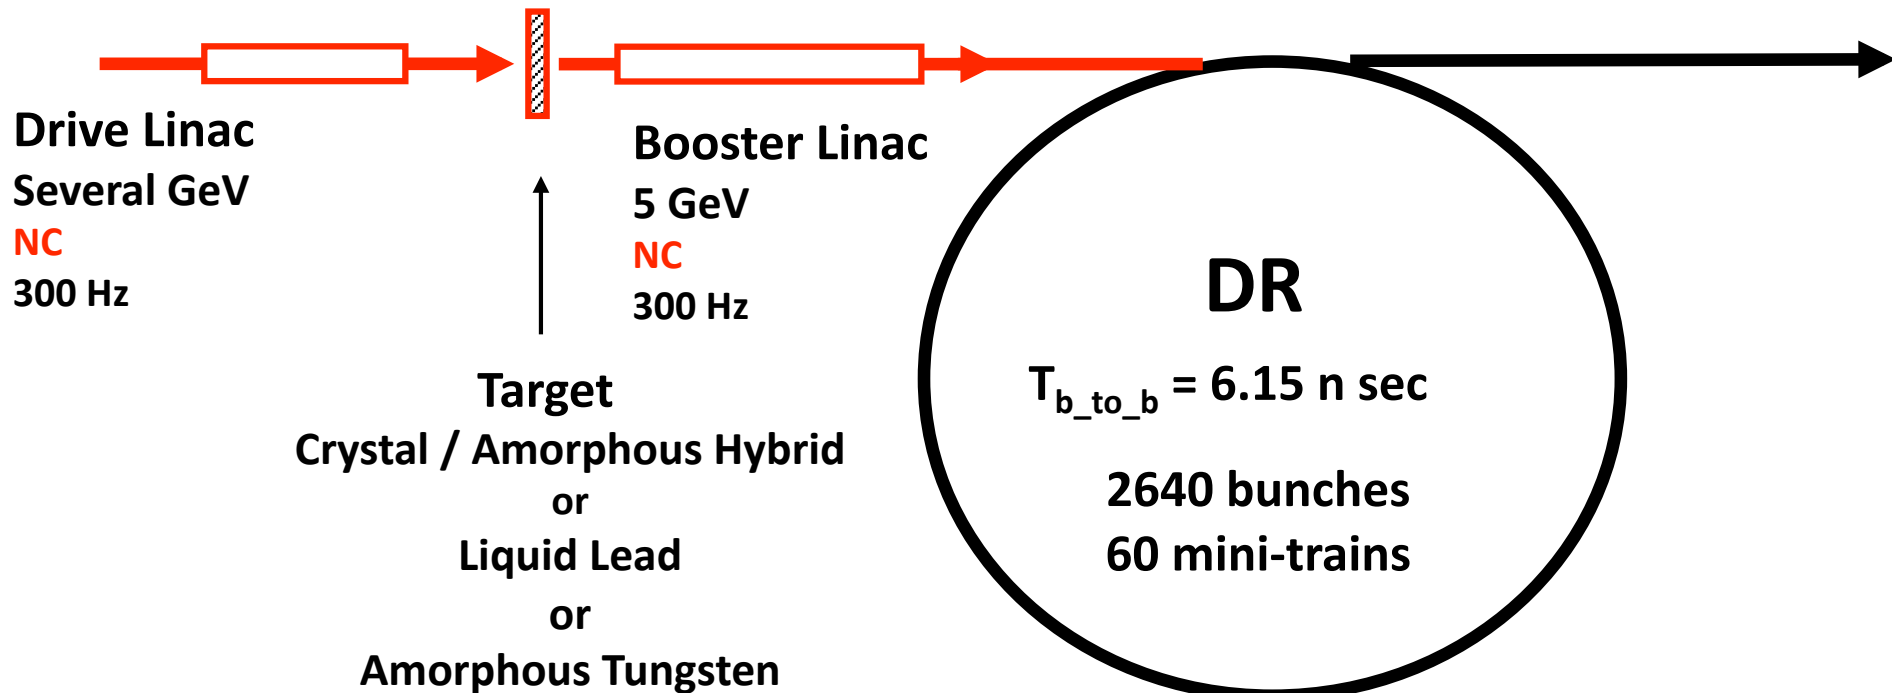 Drive Linac
Several GeV
NC
300 Hz
Booster Linac
5 GeV
NC
300 Hz
Target
Crystal / Amorphous Hybrid
or
Liquid Lead
or
Amorphous Tungsten
DR
T_b_to_b = 6.15 n sec
2640 bunches
60 mini-trains